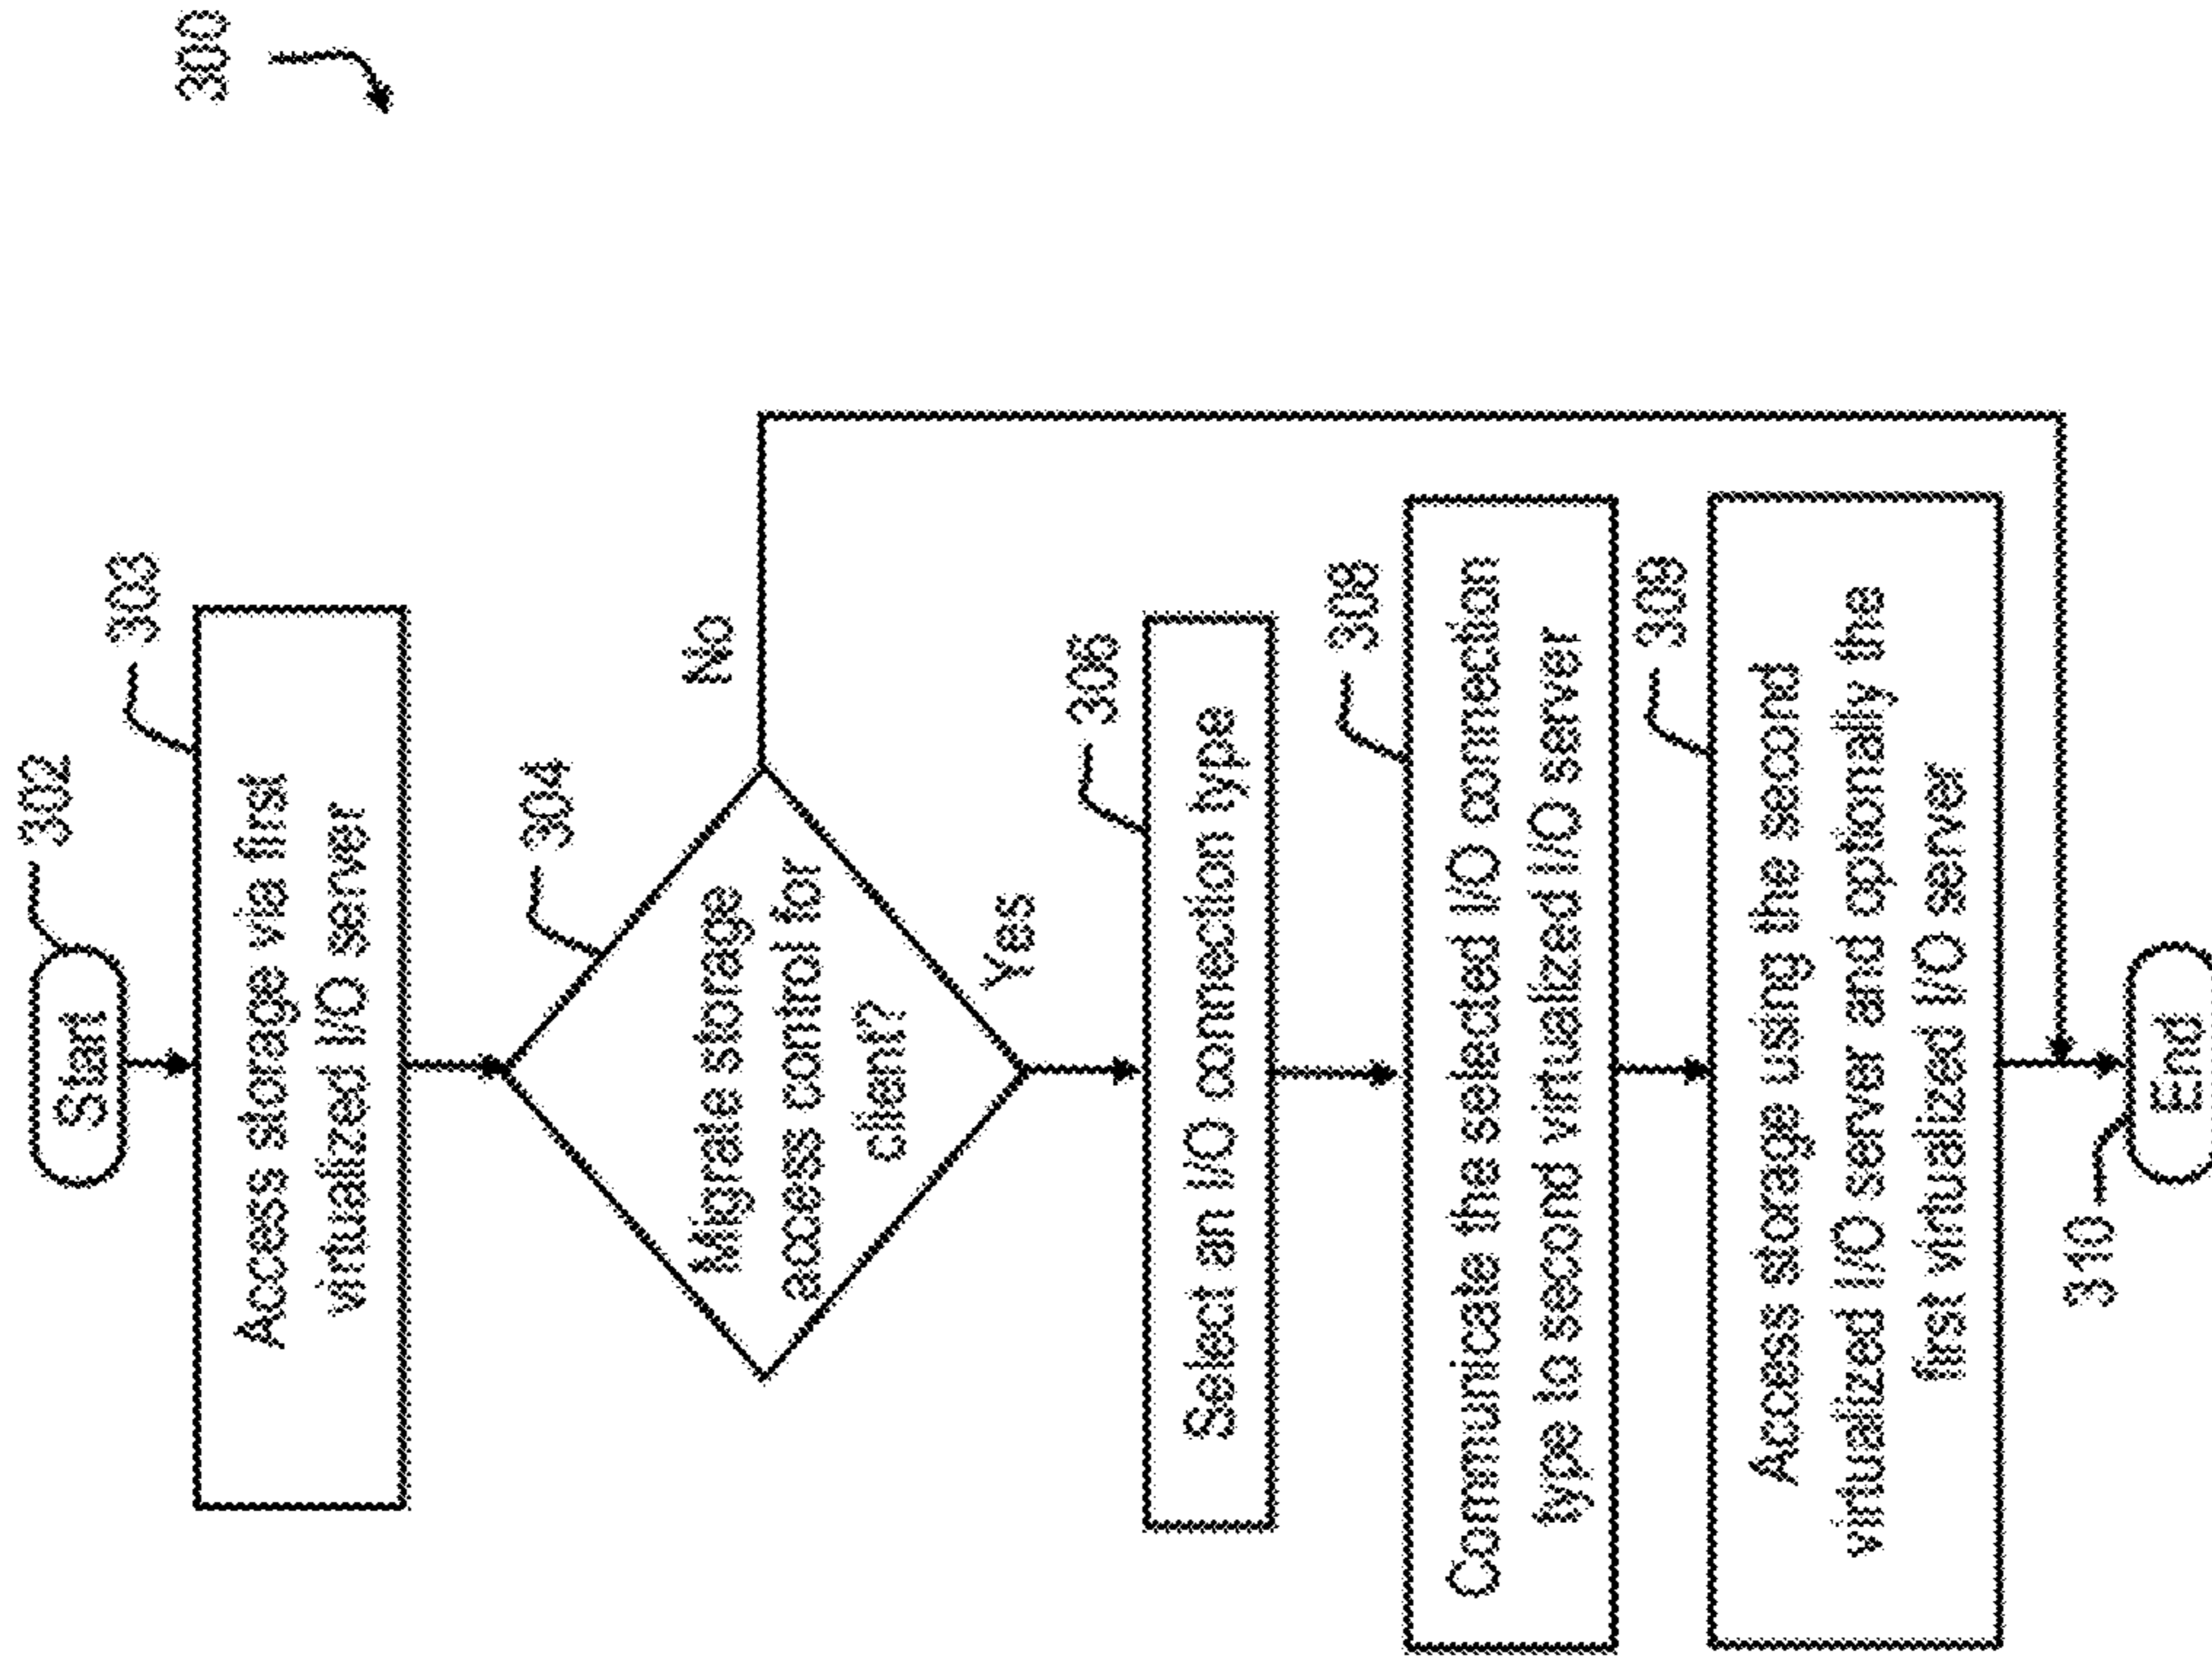 300
302
Start
303
Access storage via first
virtualized I/O server
304
Migrate storage
access control for
client?
No
Yes
306
Select an I/O connection type
308
Communicate the selected I/O connection
type to second virtualized I/O server
309
Access storage using the second
virtualized I/O server and optionally the
first virtualized I/O server
310
End